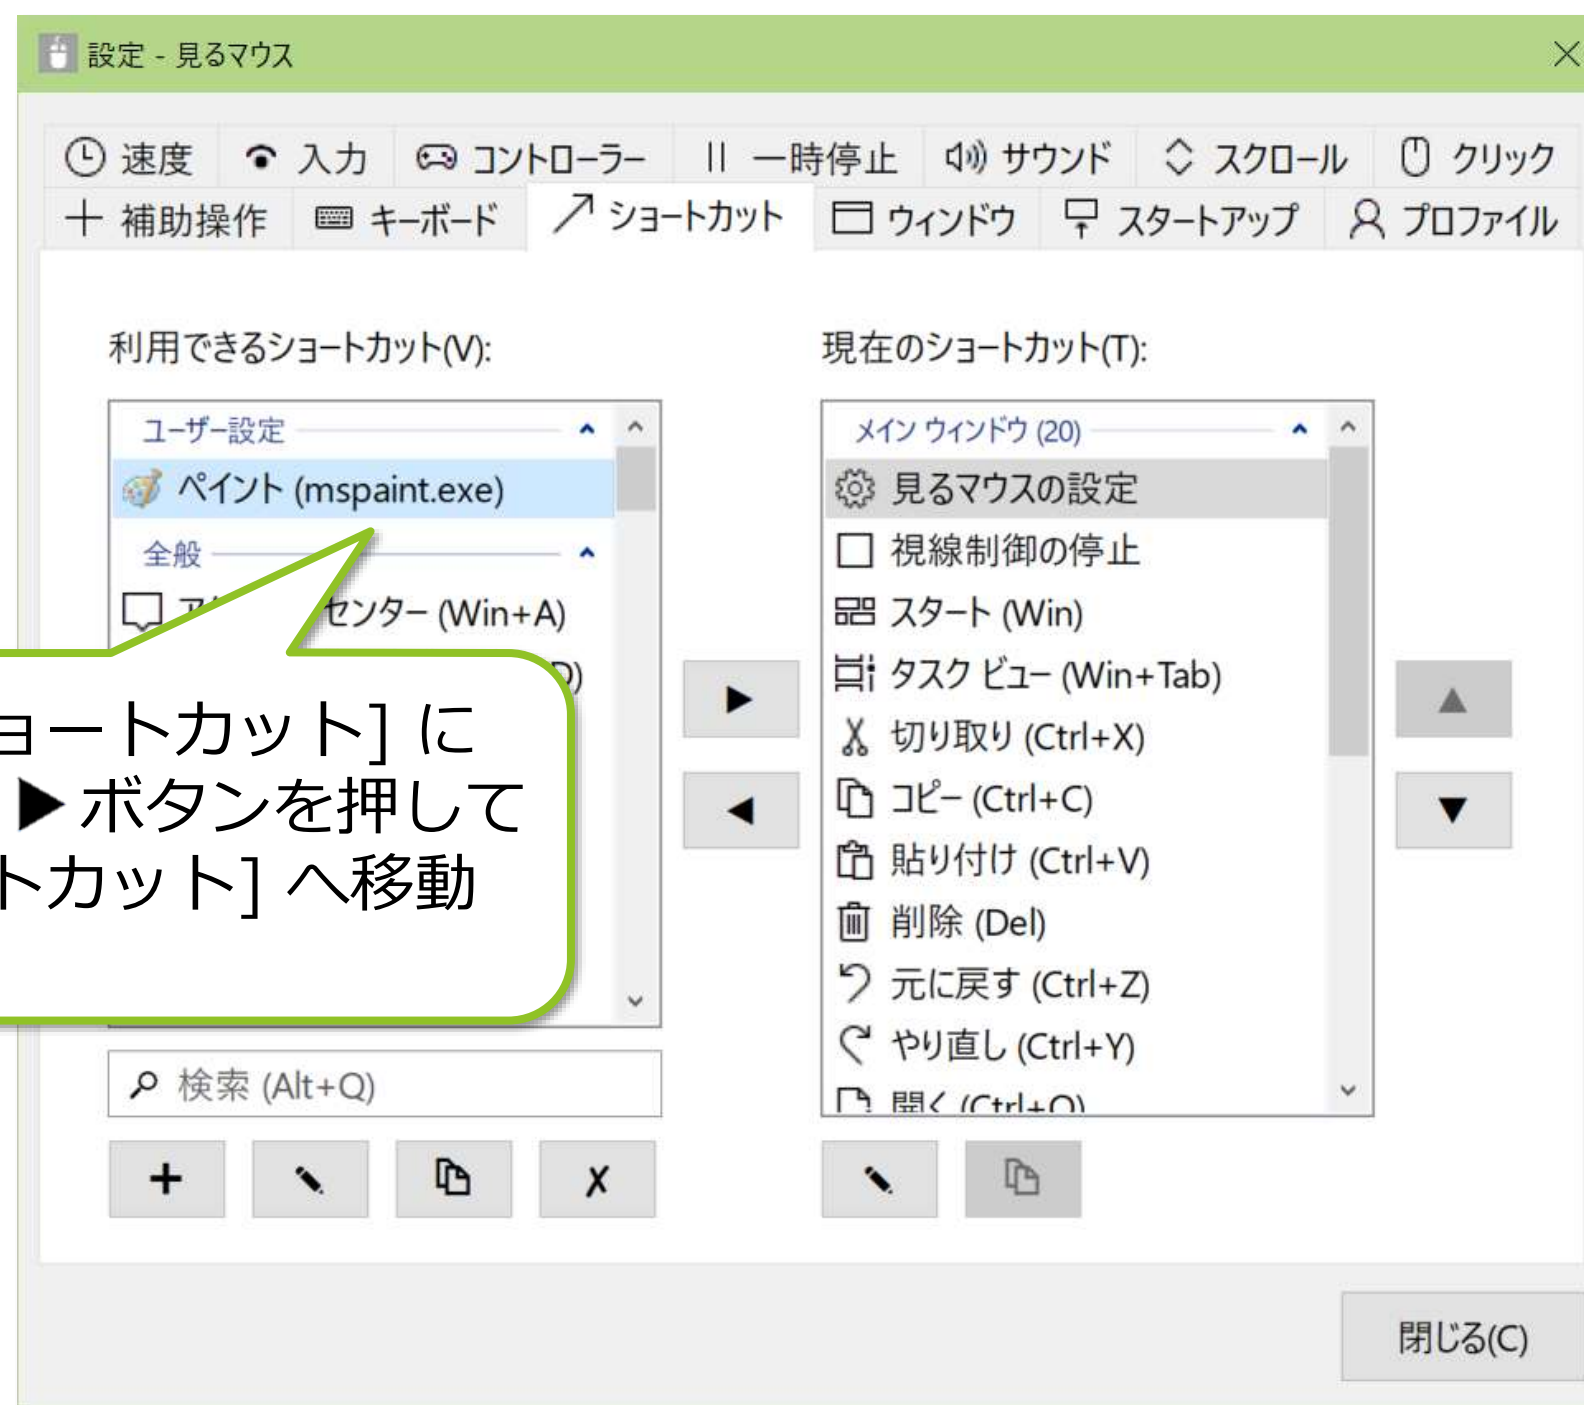 設定 - 見るマウス
速度 入力 コントローラー 一時停止 サウンド スクロール クリック
補助操作 キーボード ショートカット ウィンドウ スタートアップ プロファイル
利用できるショートカット(V):
ユーザー設定
ペイント (mspaint.exe)
全般
センター (Win+A)
ョートカット] に
▶ボタンを押して
トカット] へ移動
検索 (Alt+Q)
現在のショートカット(T):
メイン ウィンドウ (20)
見るマウスの設定
視線制御の停止
スタート (Win)
タスク ビュー (Win+Tab)
切り取り (Ctrl+X)
コピー (Ctrl+C)
貼り付け (Ctrl+V)
削除 (Del)
元に戻す (Ctrl+Z)
やり直し (Ctrl+Y)
開く (Ctrl+O)
閉じる(C)